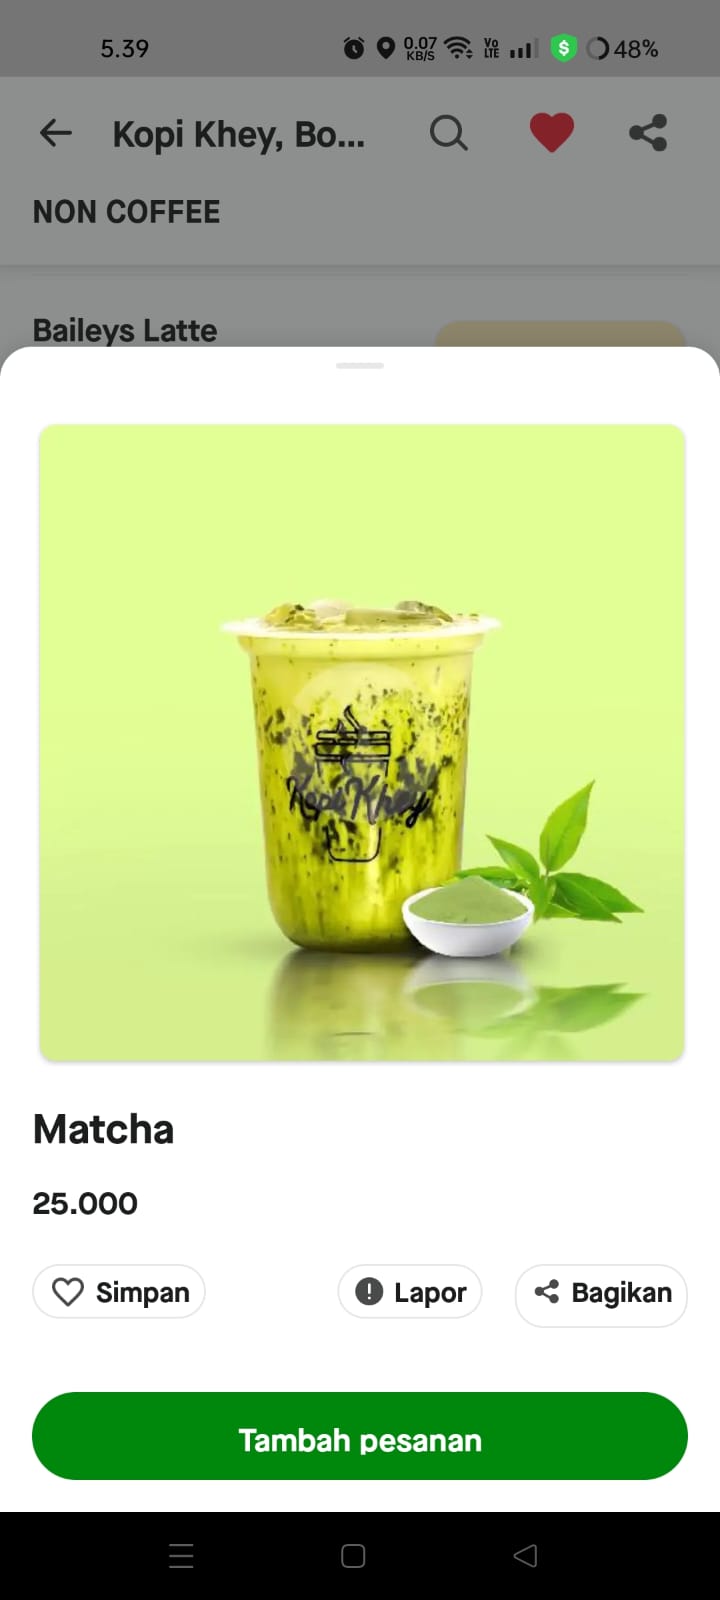 5.39 0.07 KB/S Vo LTE 48%
Kopi Khey, Bo...
NON COFFEE
Baileys Latte
Kopi Khey
Matcha
25.000
Simpan Lapor Bagikan
Tambah pesanan